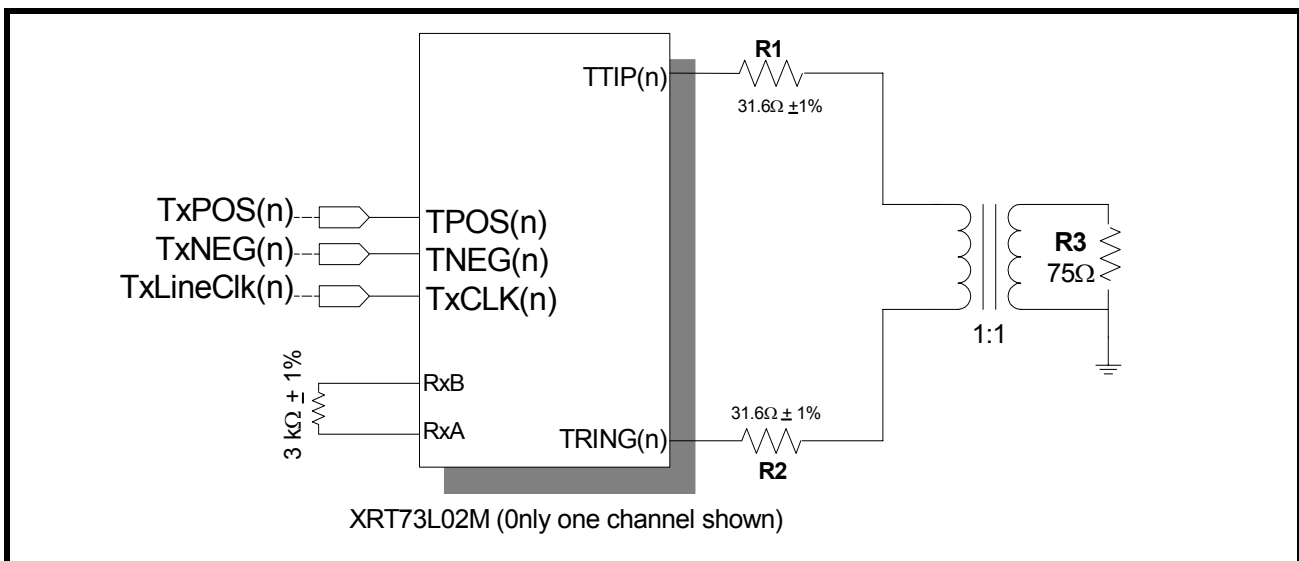 R1
TTIP(n)
31.6Ω ±1%
TxPOS(n)
TPOS(n)
TxNEG(n)
TNEG(n)
TxLineClk(n)
TxCLK(n)
R3
75Ω
1:1
3 kΩ ± 1%
RxB
RxA
31.6Ω ± 1%
TRING(n)
R2
XRT73L02M (0nly one channel shown)